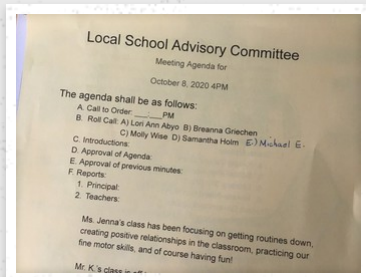 Local School Advisory Committee
Meeting Agenda for
October 8, 2020 4PM
The agenda shall be as follows:
A. Call to Order: ___:___PM
B. Roll Call: A) Lori Ann Abyo B) Breanna Griechen
C) Molly Wise D) Samantha Holm E) Michael E.
C. Introductions:
D. Approval of Agenda:
E. Approval of previous minutes:
F. Reports:
1. Principal:
2. Teachers:
Ms. Jenna's class has been focusing on getting routines down,
creating positive relationships in the classroom, practicing our
fine motor skills, and of course having fun!
Mr. K's class is